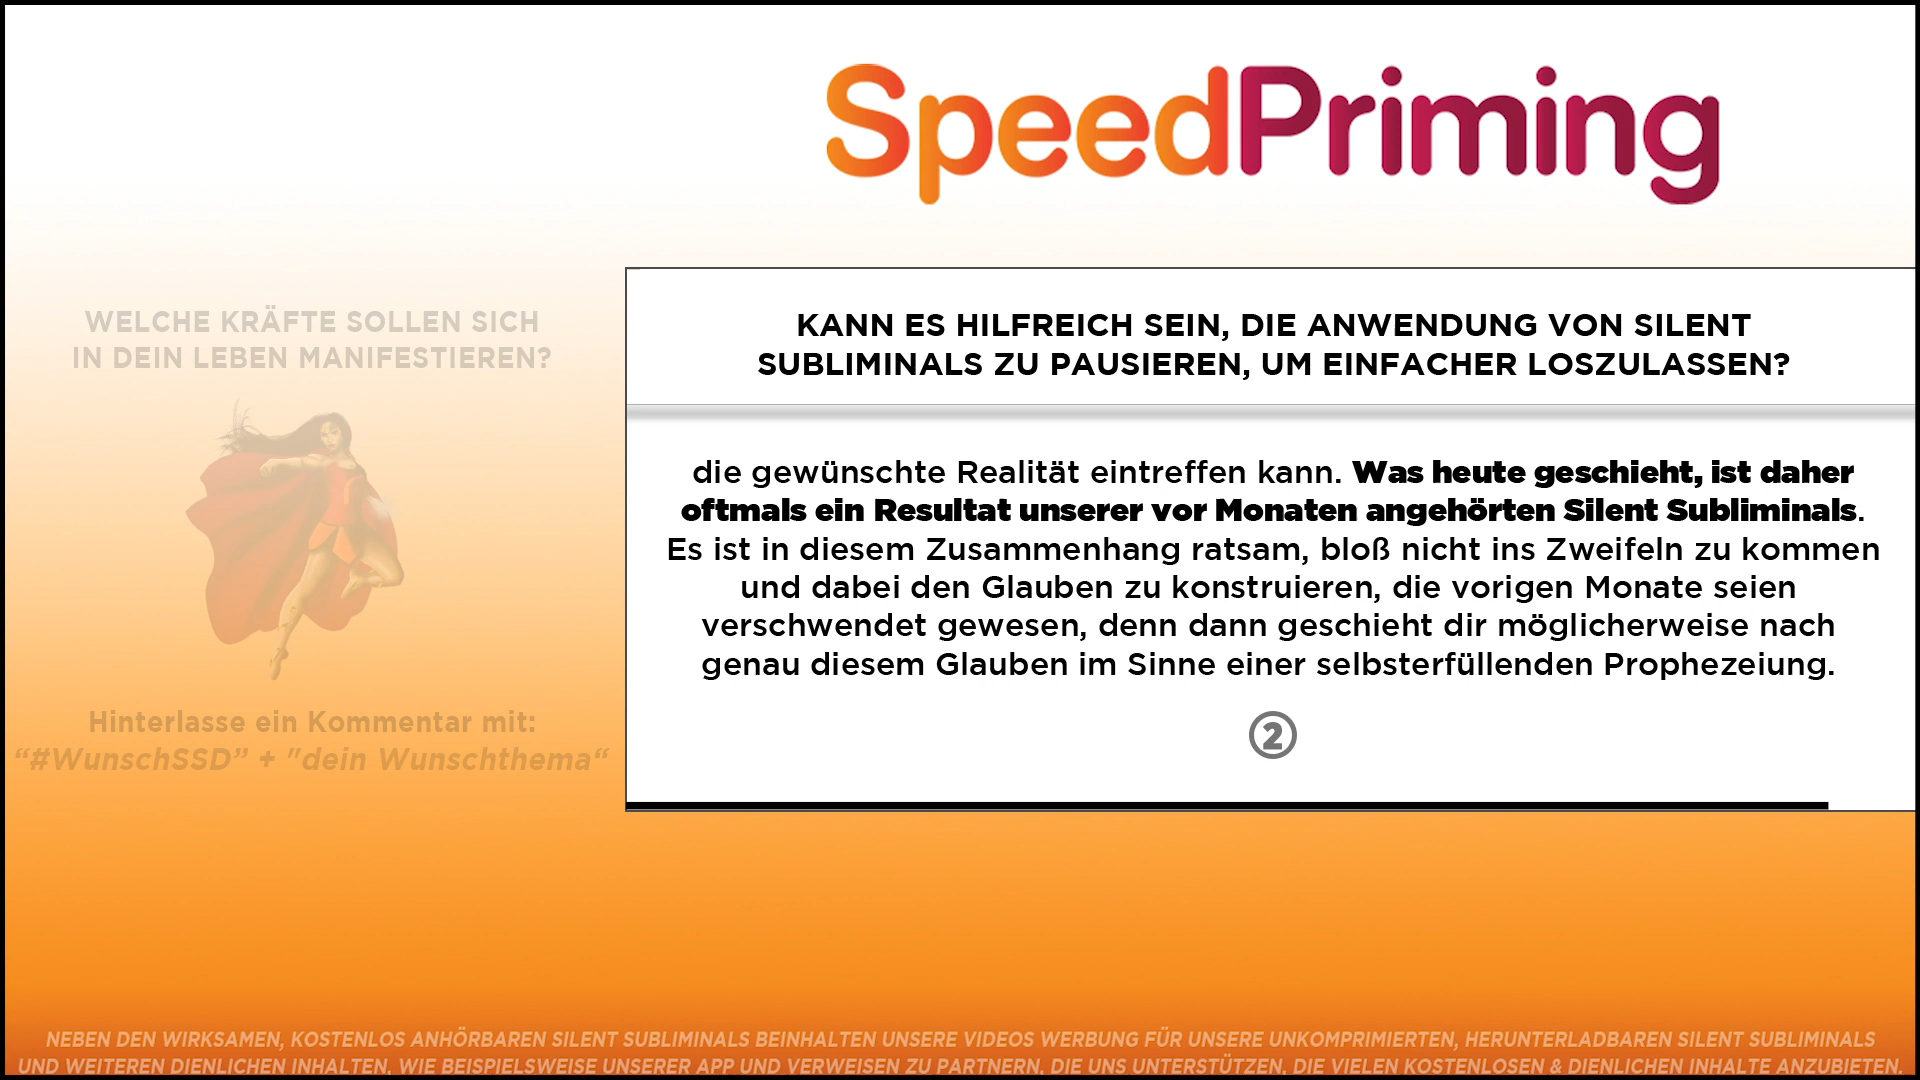 SpeedPriming
WELCHE KRÄFTE SOLLEN SICH
IN DEIN LEBEN MANIFESTIEREN?
Hinterlasse ein Kommentar mit:
“#WunschSSD” + "dein Wunschthema“
KANN ES HILFREICH SEIN, DIE ANWENDUNG VON SILENT
SUBLIMINALS ZU PAUSIEREN, UM EINFACHER LOSZULASSEN?
die gewünschte Realität eintreffen kann. Was heute geschieht, ist daher
oftmals ein Resultat unserer vor Monaten angehörten Silent Subliminals.
Es ist in diesem Zusammenhang ratsam, bloß nicht ins Zweifeln zu kommen
und dabei den Glauben zu konstruieren, die vorigen Monate seien
verschwendet gewesen, denn dann geschieht dir möglicherweise nach
genau diesem Glauben im Sinne einer selbsterfüllenden Prophezeiung.
2
NEBEN DEN WIRKSAMEN, KOSTENLOS ANHÖRBAREN SILENT SUBLIMINALS BEINHALTEN UNSERE VIDEOS WERBUNG FÜR UNSERE UNKOMPRIMIERTEN, HERUNTERLADBAREN SILENT SUBLIMINALS
UND WEITEREN DIENLICHEN INHALTEN, WIE BEISPIELSWEISE UNSERER APP UND VERWEISEN ZU PARTNERN, DIE UNS UNTERSTÜTZEN, DIE VIELEN KOSTENLOSEN & DIENLICHEN INHALTE ANZUBIETEN.